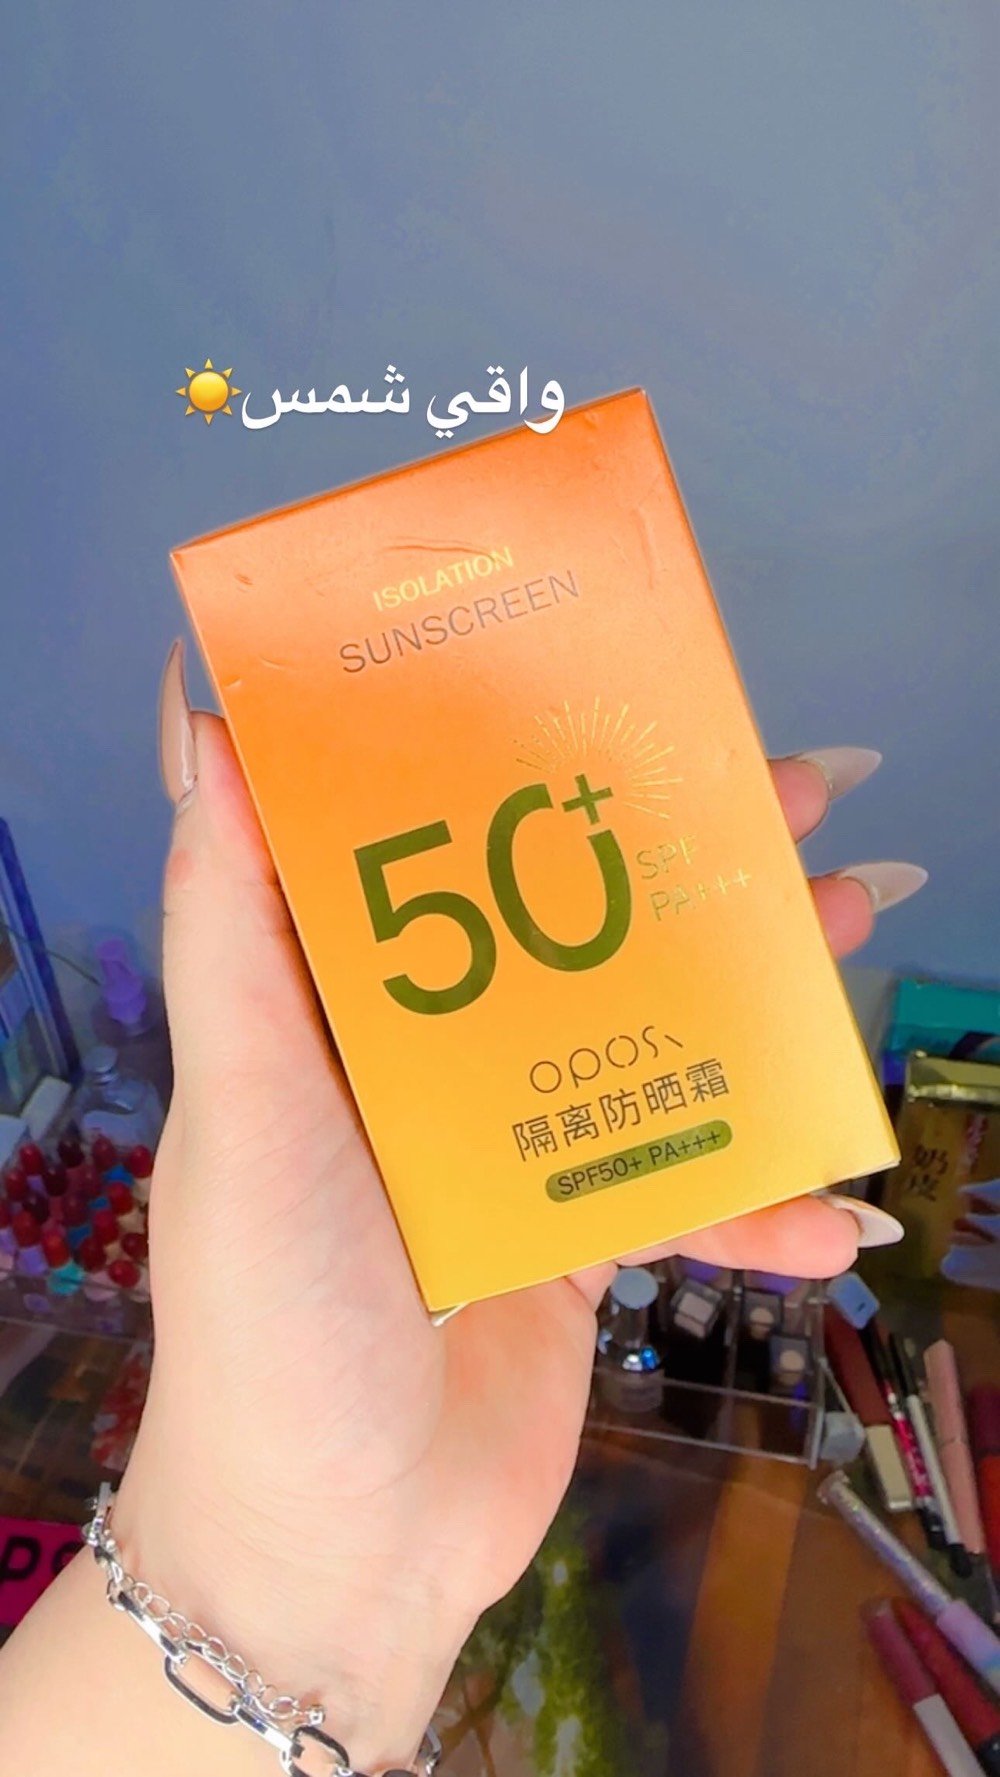 واقي شمس☀️
ISOLATION
SUNSCREEN
50+
SPF
PA+++
opos
隔离防晒霜
SPF50+ PA+++